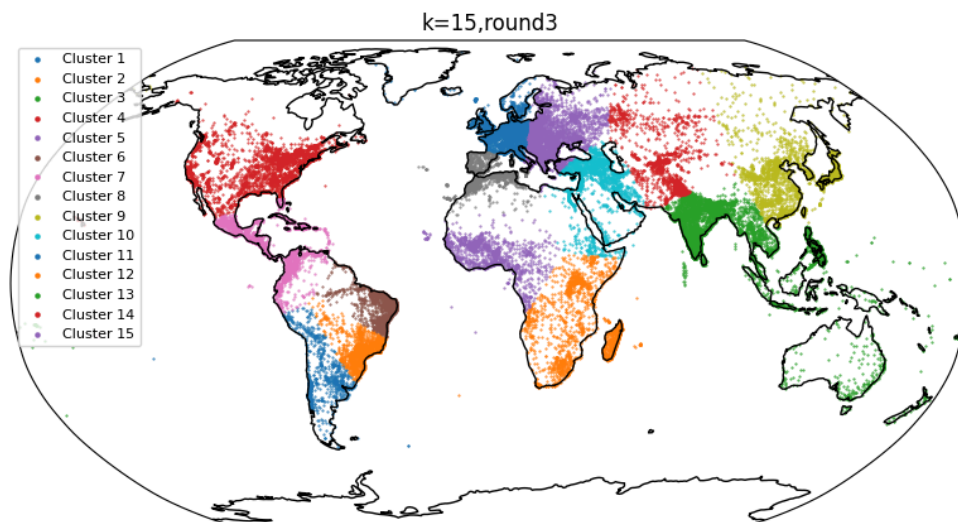 k=15,round3
Cluster 1
Cluster 2
Cluster 3
Cluster 4
Cluster 5
Cluster 6
Cluster 7
Cluster 8
Cluster 9
Cluster 10
Cluster 11
Cluster 12
Cluster 13
Cluster 14
Cluster 15